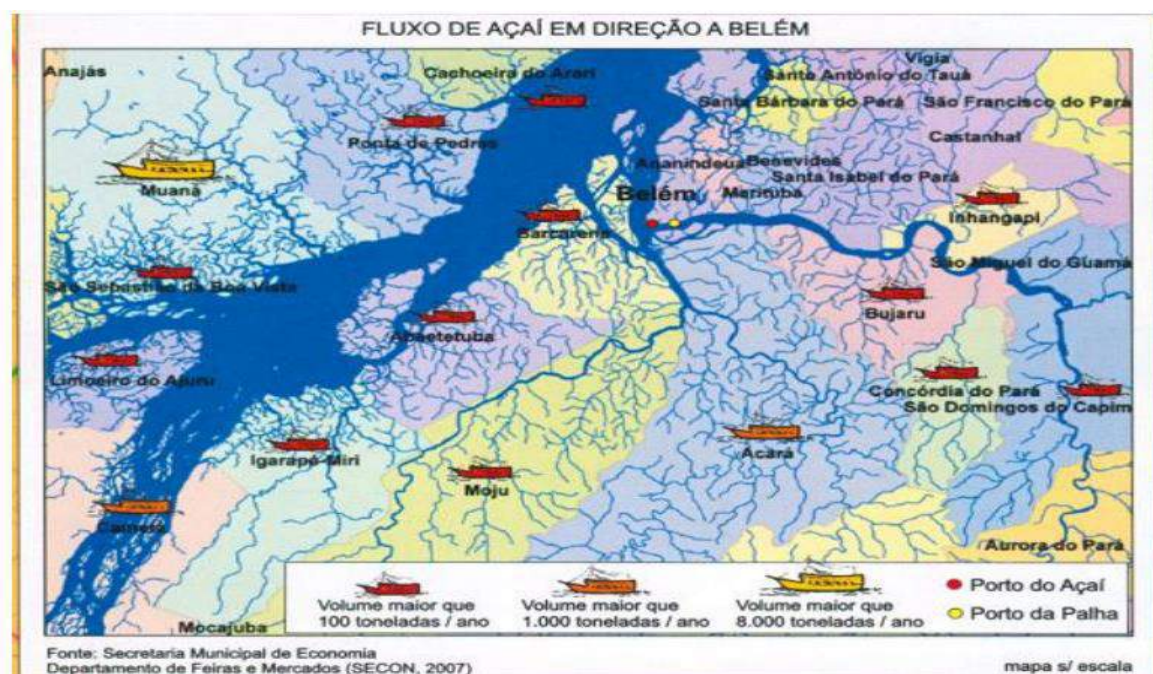 FLUXO DE AÇAÍ EM DIREÇÃO A BELÉM
Anajás
Cachoeira do Arari
Vigia
Santo Antônio do Tauá
Santa Bárbara do Pará
São Francisco do Pará
Ponta de Pedras
Castanhal
Ananindeua
Benevides
Santa Isabel do Pará
Muaná
Belém
Marituba
Inhangapi
Barcarena
São Miguel do Guamá
São Sebastião da Boa Vista
Bujaru
Abaetetuba
Limoeiro do Ajuru
Concórdia do Pará
São Domingos do Capim
Igarapé-Miri
Acará
Moju
Cametá
Aurora do Pará
Mocajuba
Volume maior que
100 toneladas / ano
Volume maior que
1.000 toneladas / ano
Volume maior que
8.000 toneladas / ano
Porto do Açaí
Porto da Palha
Fonte: Secretaria Municipal de Economia
Departamento de Feiras e Mercados (SECON, 2007)
mapa s/ escala